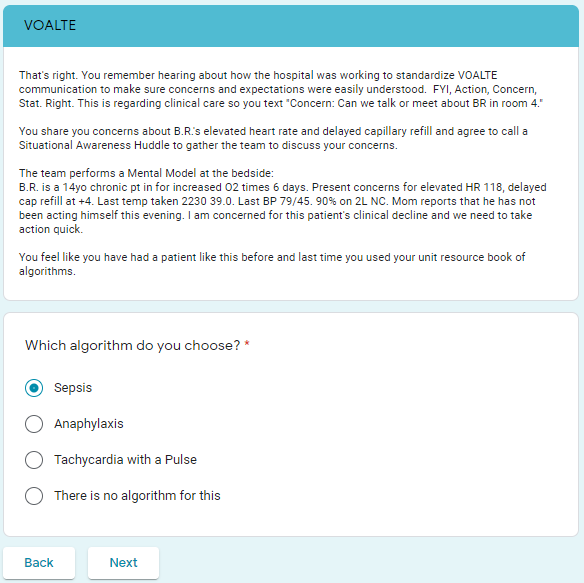 VOALTE
That's right. You remember hearing about how the hospital was working to standardize VOALTE
communication to make sure concerns and expectations were easily understood.  FYI, Action, Concern,
Stat. Right. This is regarding clinical care so you text "Concern: Can we talk or meet about BR in room 4."
You share you concerns about B.R.'s elevated heart rate and delayed capillary refill and agree to call a
Situational Awareness Huddle to gather the team to discuss your concerns.
The team performs a Mental Model at the bedside:
B.R. is a 14yo chronic pt in for increased O2 times 6 days. Present concerns for elevated HR 118, delayed
cap refill at +4. Last temp taken 2230 39.0. Last BP 79/45. 90% on 2L NC. Mom reports that he has not
been acting himself this evening. I am concerned for this patient's clinical decline and we need to take
action quick.
You feel like you have had a patient like this before and last time you used your unit resource book of
algorithms.
Which algorithm do you choose? *
Sepsis
Anaphylaxis
Tachycardia with a Pulse
There is no algorithm for this
Back
Next